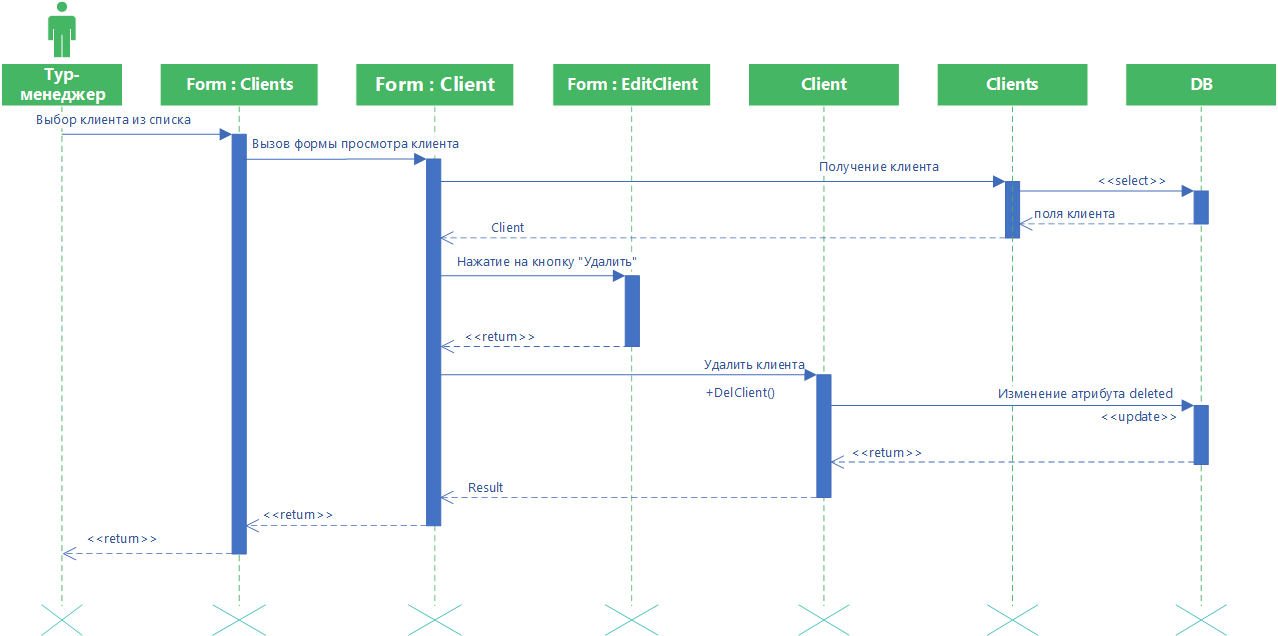 Тур-
менеджер
Form : Clients
Form : Client
Form : EditClient
Client
Clients
DB
Выбор клиента из списка
Вызов формы просмотра клиента
Получение клиента
<<select>>
поля клиента
Client
Нажатие на кнопку "Удалить"
<<return>>
Удалить клиента
+DelClient()
Изменение атрибута deleted
<<update>>
<<return>>
Result
<<return>>
<<return>>